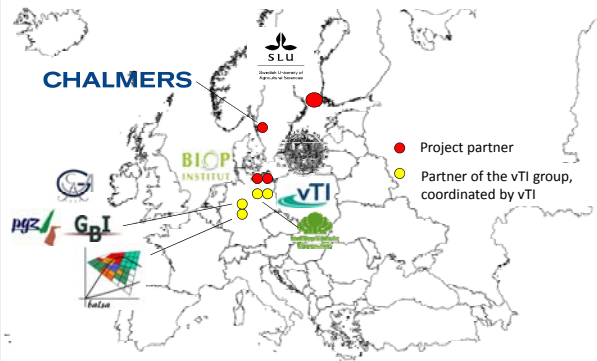 SLU
Swedish University of
Agricultural Sciences
CHALMERS
BIOP
INSTITUT
Project partner
Partner of the vTI group,
coordinated by vTI
vTI
pgz
GBI
balsa